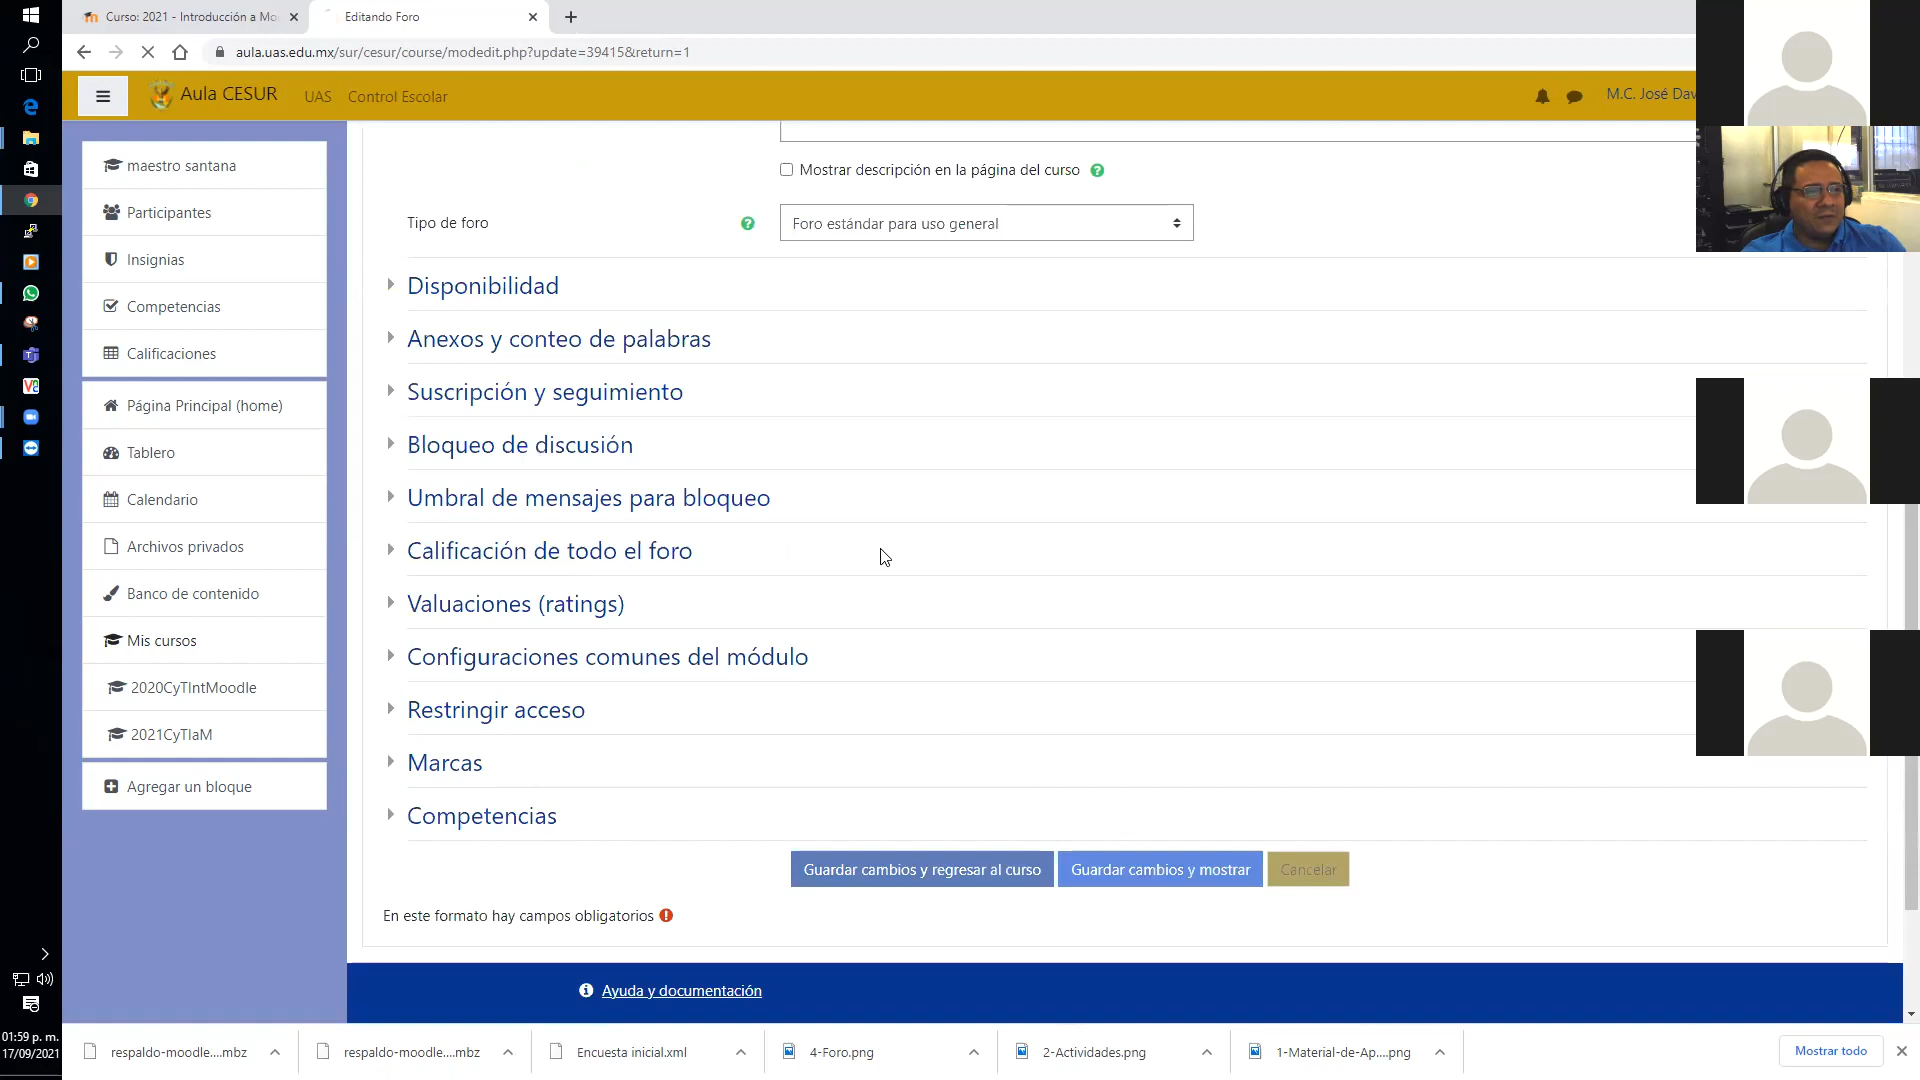 Curso: 2021 - Introducción a Mo
Editando Foro
aula.uas.edu.mx/sur/cesur/course/modedit.php?update=39415&return=1
Aula CESUR
UAS
Control Escolar
M.C. José Dav
maestro santana
Participantes
Insignias
Competencias
Calificaciones
Página Principal (home)
Tablero
Calendario
Archivos privados
Banco de contenido
Mis cursos
2020CyTIntMoodle
2021CyTIaM
Agregar un bloque
Mostrar descripción en la página del curso
Tipo de foro
Foro estándar para uso general
Disponibilidad
Anexos y conteo de palabras
Suscripción y seguimiento
Bloqueo de discusión
Umbral de mensajes para bloqueo
Calificación de todo el foro
Valuaciones (ratings)
Configuraciones comunes del módulo
Restringir acceso
Marcas
Competencias
Guardar cambios y regresar al curso
Guardar cambios y mostrar
Cancelar
En este formato hay campos obligatorios
Ayuda y documentación
01:59 p. m.
17/09/2021
respaldo-moodle....mbz
respaldo-moodle....mbz
Encuesta inicial.xml
4-Foro.png
2-Actividades.png
1-Material-de-Ap....png
Mostrar todo